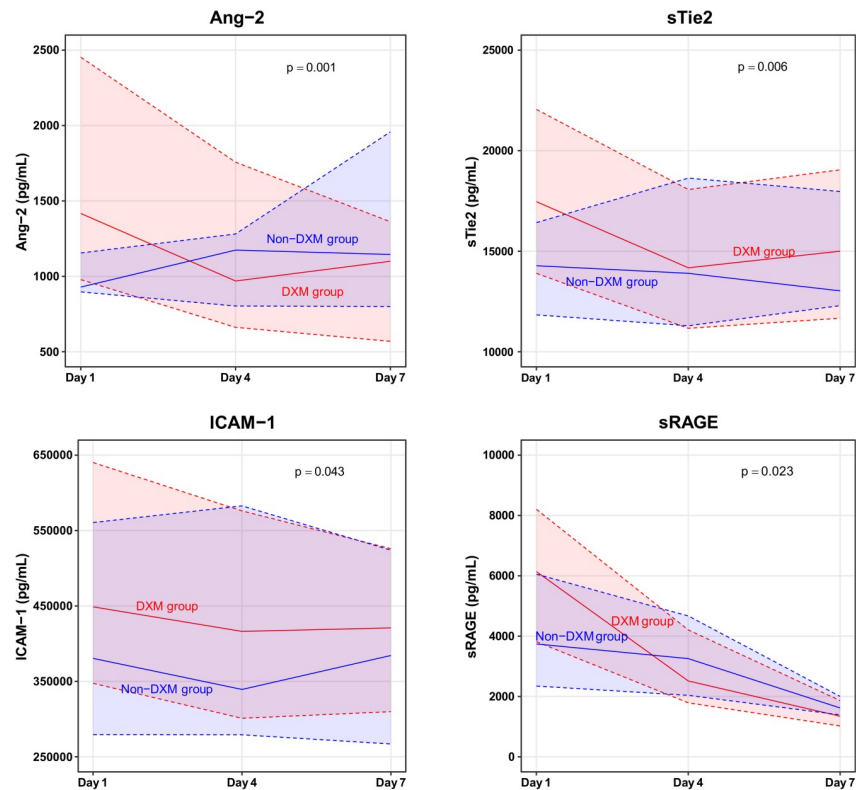 Ang−2
2500
2000
1500
1000
500
Ang−2 (pg/mL)
p = 0.001
Non−DXM group
DXM group
Day 1
Day 4
Day 7
sTie2
25000
20000
15000
10000
sTie2 (pg/mL)
p = 0.006
DXM group
Non−DXM group
Day 1
Day 4
Day 7
ICAM−1
650000
550000
450000
350000
250000
ICAM−1 (pg/mL)
p = 0.043
DXM group
Non−DXM group
Day 1
Day 4
Day 7
sRAGE
10000
8000
6000
4000
2000
0
sRAGE (pg/mL)
p = 0.023
DXM group
Non−DXM group
Day 1
Day 4
Day 7